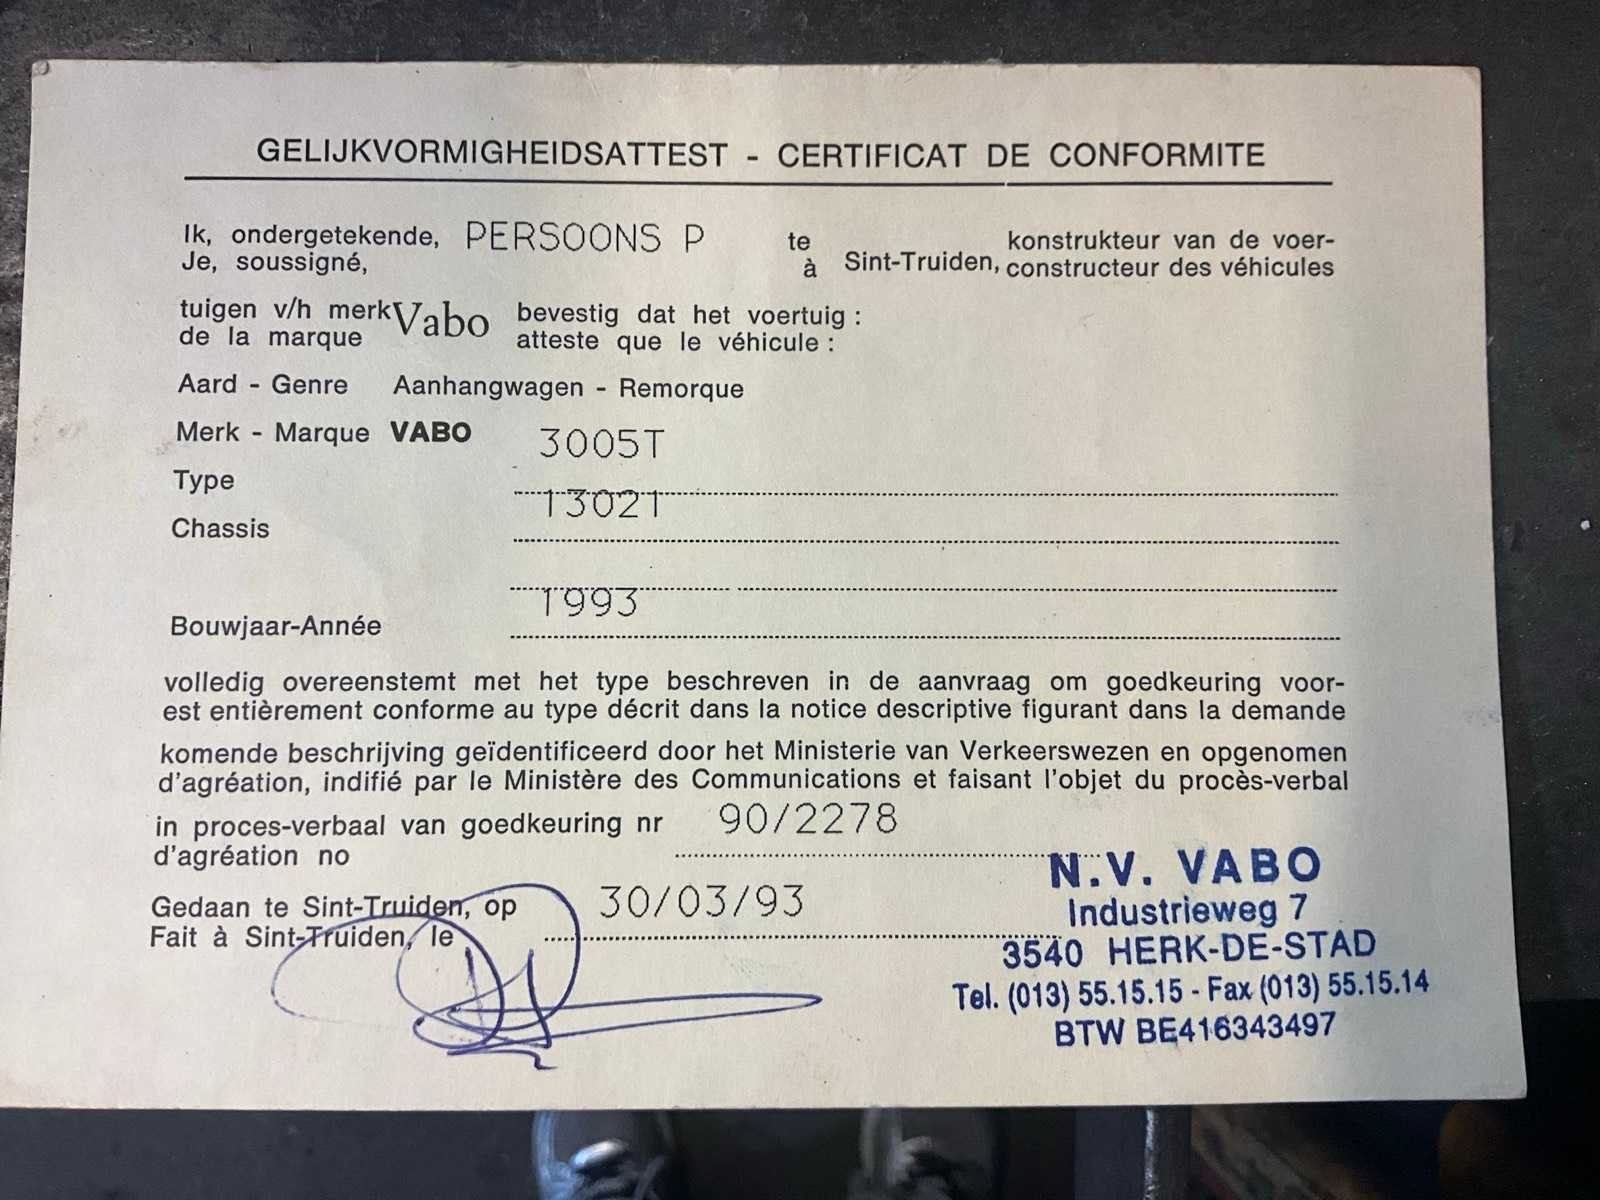 GELIJKVORMIGHEIDSATTEST - CERTIFICAT DE CONFORMITE
Ik, ondergetekende, PERSOONS P te Sint-Truiden, konstrukteur van de voer-
Je, soussigné, à constructeur des véhicules
tuigen v/h merk Vabo bevestig dat het voertuig :
de la marque atteste que le véhicule :
Aard - Genre Aanhangwagen - Remorque
Merk - Marque VABO
Type 3005T
Chassis 13021
Bouwjaar-Année 1993
volledig overeenstemt met het type beschreven in de aanvraag om goedkeuring voor-
est entièrement conforme au type décrit dans la notice descriptive figurant dans la demande
komende beschrijving geïdentificeerd door het Ministerie van Verkeerswezen en opgenomen
d'agréation, indifié par le Ministère des Communications et faisant l'objet du procès-verbal
in proces-verbaal van goedkeuring nr 90/2278
d'agréation no
Gedaan te Sint-Truiden, op 30/03/93
Fait à Sint-Truiden, le
N.V. VABO
Industrieweg 7
3540 HERK-DE-STAD
Tel. (013) 55.15.15 - Fax (013) 55.15.14
BTW BE416343497